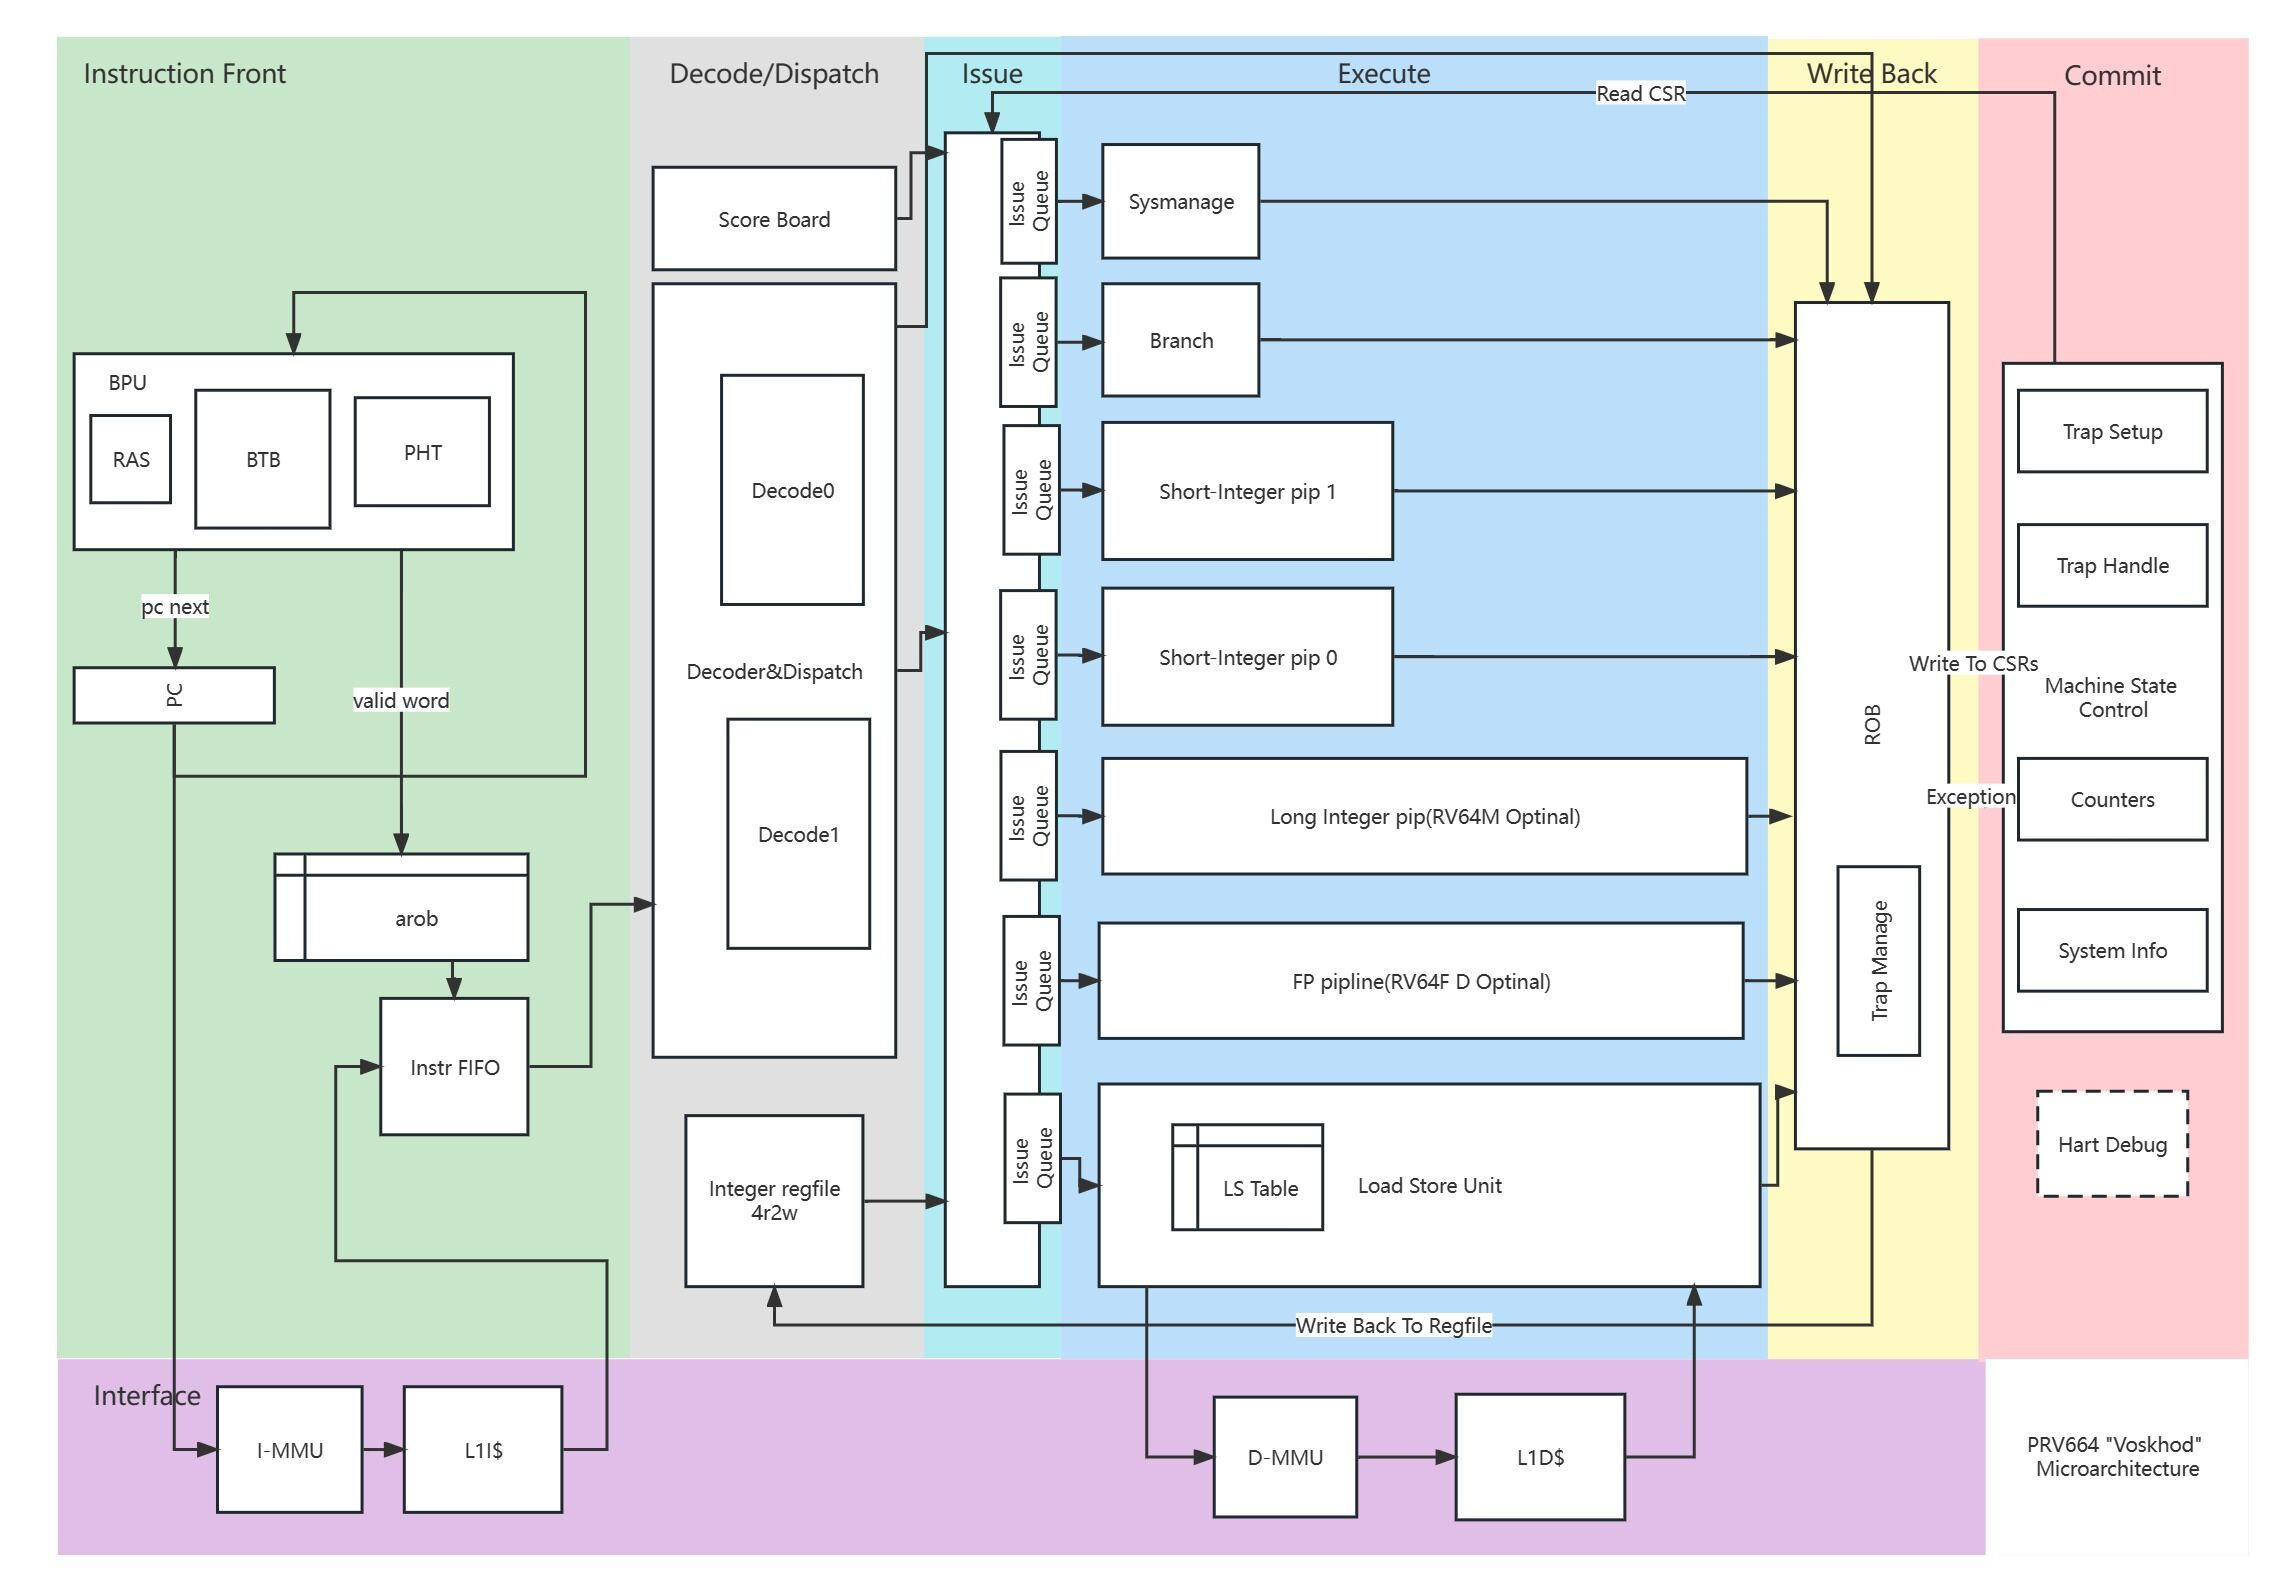 Instruction Front
Decode/Dispatch
Issue
Execute
Write Back
Commit
Read CSR
Score Board
Issue
Queue
Sysmanage
Issue
Queue
Branch
BPU
RAS
BTB
PHT
Decode0
Issue
Queue
Short-Integer pip 1
Trap Setup
Trap Handle
pc next
PC
valid word
Decoder&Dispatch
Issue
Queue
Short-Integer pip 0
ROB
Write To CSRs
Machine State
Control
Decode1
Issue
Queue
Long Integer pip(RV64M Optinal)
Exception
Counters
arob
Issue
Queue
FP pipline(RV64F D Optinal)
Trap Manage
System Info
Instr FIFO
Integer regfile
4r2w
Issue
Queue
LS Table
Load Store Unit
Hart Debug
Write Back To Regfile
Interface
I-MMU
L1I$
D-MMU
L1D$
PRV664 "Voskhod"
Microarchitecture